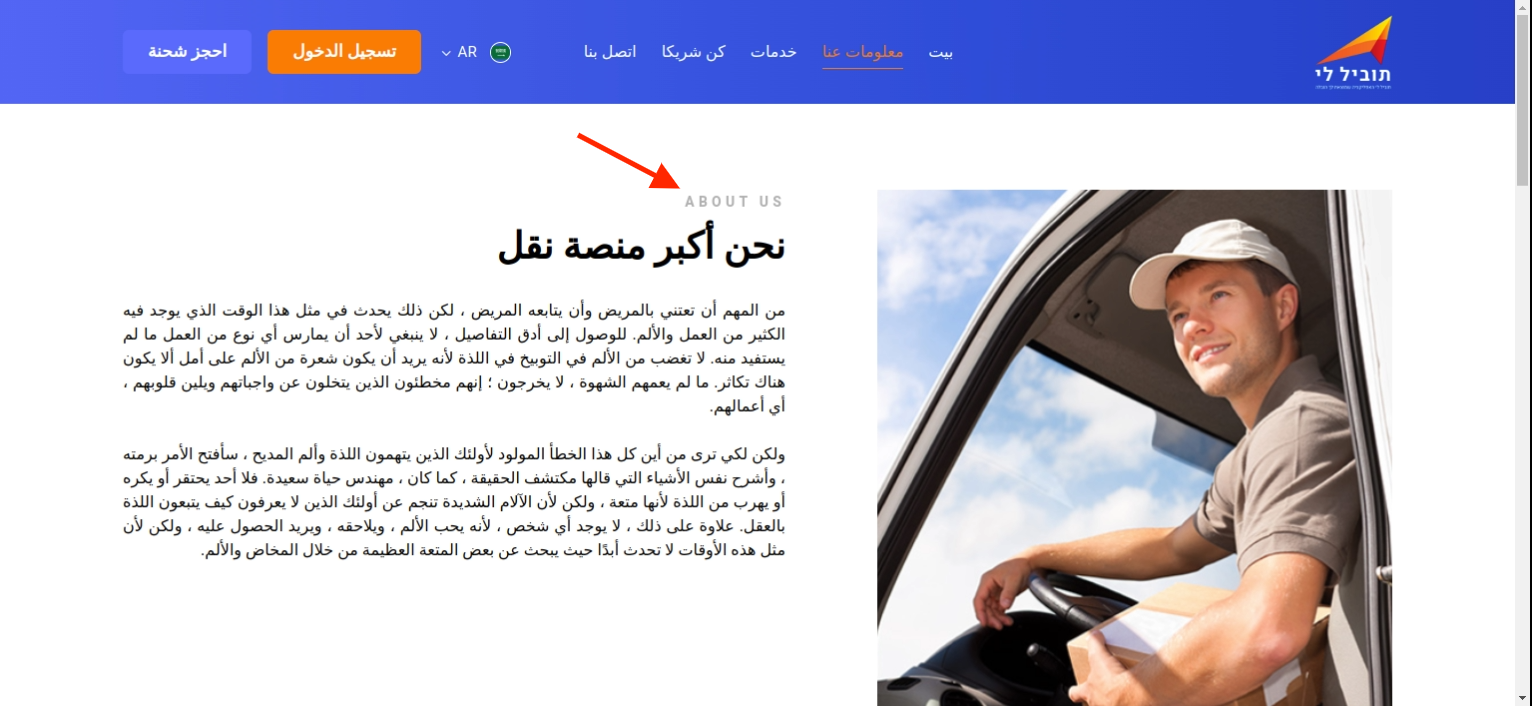 תוביל לי
بيت
معلومات عنا
خدمات
كن شريكا
اتصل بنا
AR
تسجيل الدخول
احجز شحنة
ABOUT US
نحن أكبر منصة نقل
من المهم أن تعتني بالمريض وأن يتابعه المريض ، لكن ذلك يحدث في مثل هذا الوقت الذي يوجد فيه
الكثير من العمل والألم. للوصول إلى أدق التفاصيل ، لا ينبغي لأحد أن يمارس أي نوع من العمل ما لم
يستفيد منه. لا تغضب من الألم في التوبيخ في اللذة لأنه يريد أن يكون شعرة من الألم على أمل ألا يكون
هناك تكاثر. ما لم يعمهم الشهوة ، لا يخرجون ؛ إنهم مخطئون الذين يتخلون عن واجباتهم ويلين قلوبهم ،
أي أعمالهم.
ولكن لكي ترى من أين كل هذا الخطأ المولود لأولئك الذين يتهمون اللذة وألم المديح ، سأفتح الأمر برمته
، وأشرح نفس الأشياء التي قالها مكتشف الحقيقة ، كما كان ، مهندس حياة سعيدة. فلا أحد يحتقر أو يكره
أو يهرب من اللذة لأنها متعة ، ولكن لأن الآلام الشديدة تنجم عن أولئك الذين لا يعرفون كيف يتبعون اللذة
بالعقل. علاوة على ذلك ، لا يوجد أي شخص ، لأنه يحب الألم ، ويلاحقه ، ويريد الحصول عليه ، ولكن لأن
مثل هذه الأوقات لا تحدث أبدًا حيث يبحث عن بعض المتعة العظيمة من خلال المخاض والألم.